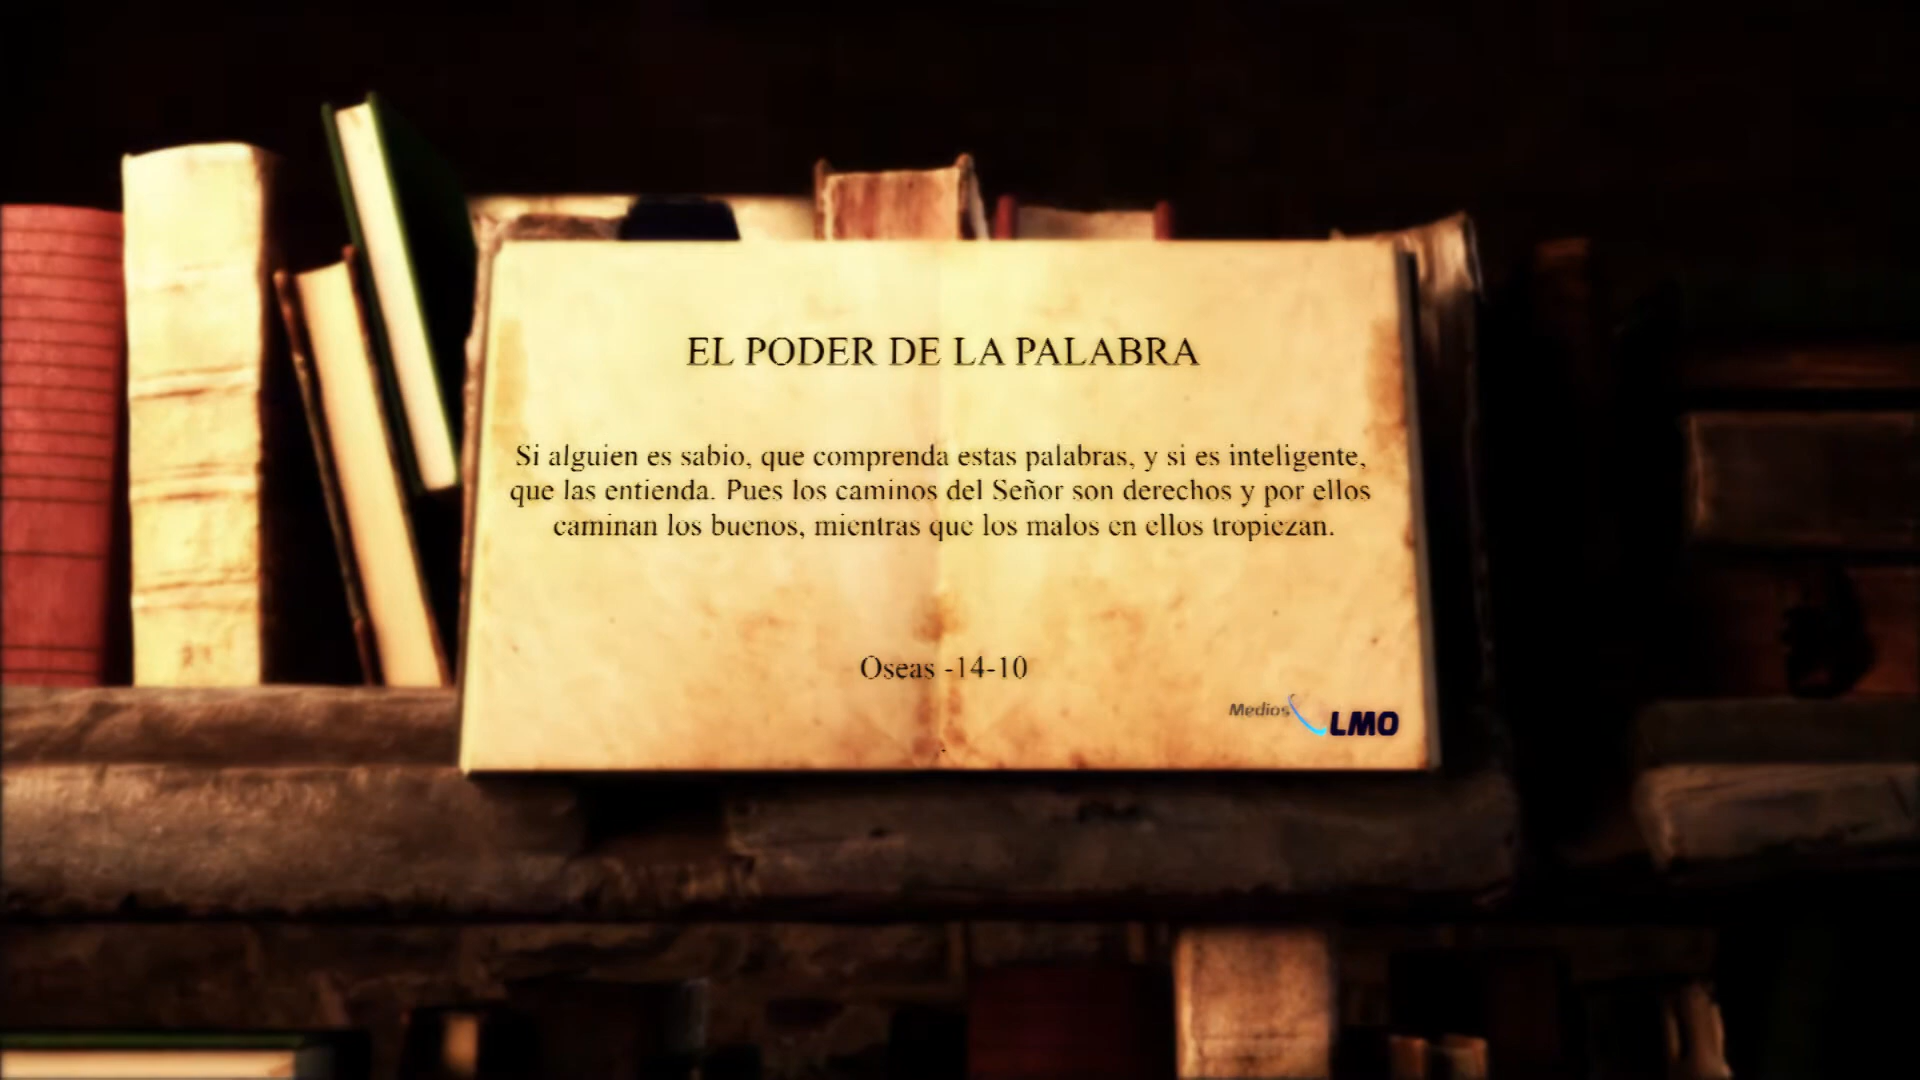 EL PODER DE LA PALABRA
Si alguien es sabio, que comprenda estas palabras, y si es inteligente,
que las entienda. Pues los caminos del Señor son derechos y por ellos
caminan los buenos, mientras que los malos en ellos tropiezan.
Oseas -14-10
Medios LMO